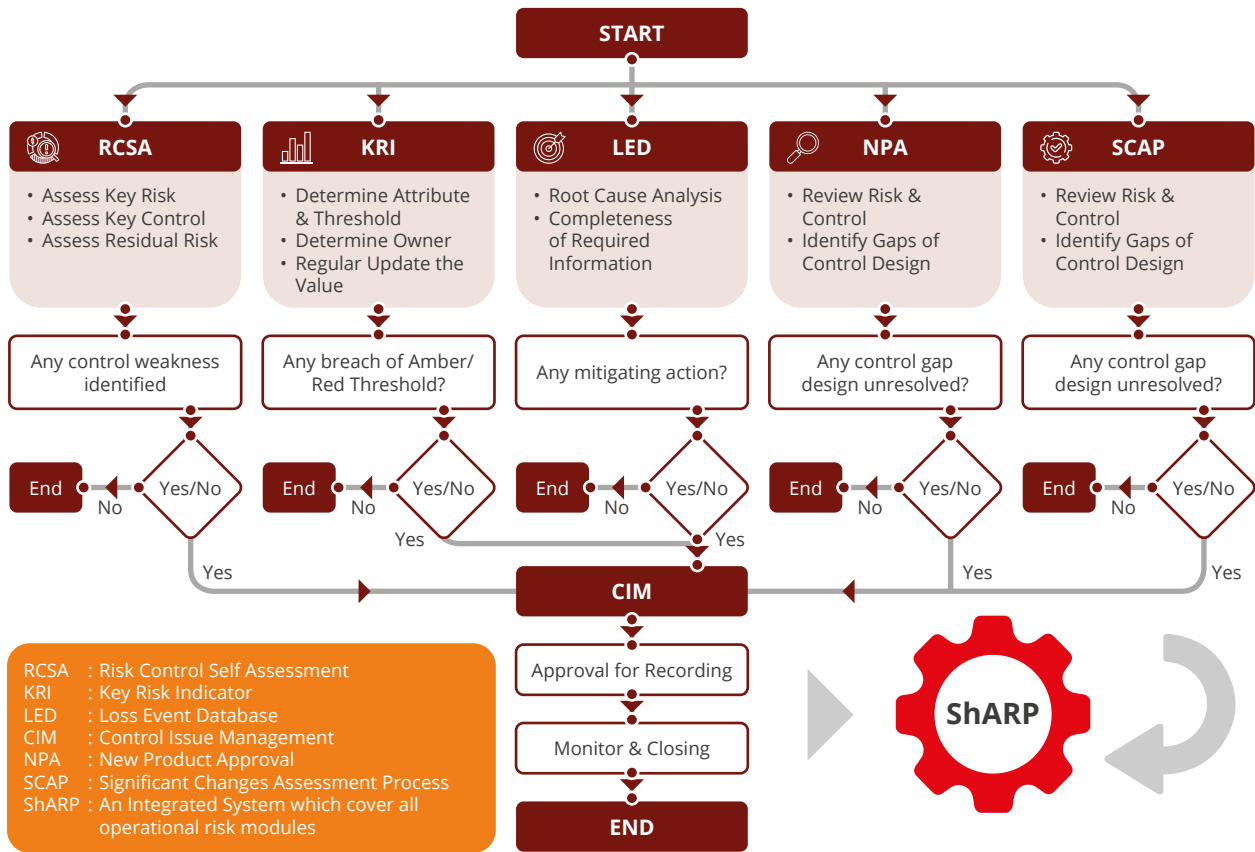 START
RCSA
• Assess Key Risk
• Assess Key Control
• Assess Residual Risk
KRI
• Determine Attribute
& Threshold
• Determine Owner
• Regular Update the
Value
LED
• Root Cause Analysis
• Completeness
of Required
Information
NPA
• Review Risk &
Control
• Identify Gaps of
Control Design
SCAP
• Review Risk &
Control
• Identify Gaps of
Control Design
Any control weakness
identified
Any breach of Amber/
Red Threshold?
Any mitigating action?
Any control gap
design unresolved?
Any control gap
design unresolved?
End
No
Yes/No
Yes
End
No
Yes/No
Yes
End
No
Yes/No
Yes
End
No
Yes/No
Yes
End
No
Yes/No
Yes
CIM
Approval for Recording
Monitor & Closing
END
RCSA : Risk Control Self Assessment
KRI : Key Risk Indicator
LED : Loss Event Database
CIM : Control Issue Management
NPA : New Product Approval
SCAP : Significant Changes Assessment Process
ShARP : An Integrated System which cover all
operational risk modules
ShARP